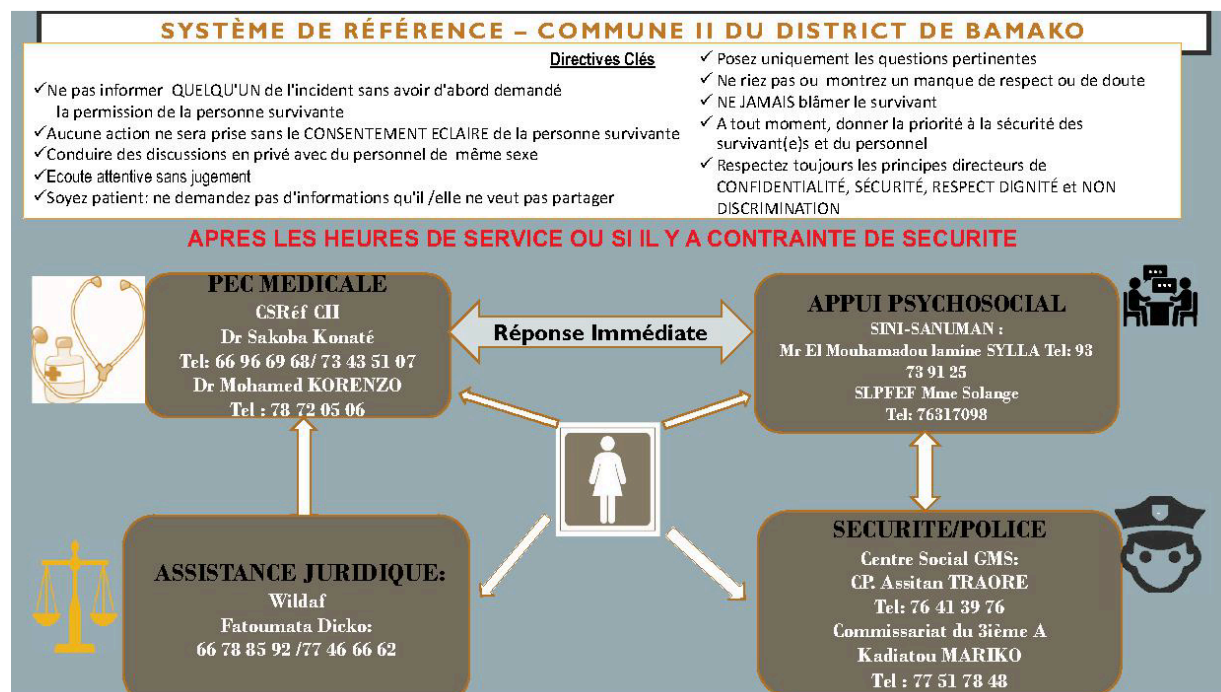 SYSTÈME DE RÉFÉRENCE – COMMUNE II DU DISTRICT DE BAMAKO
Directives Clés
✓Ne pas informer QUELQU'UN de l'incident sans avoir d'abord demandé
la permission de la personne survivante
✓Aucune action ne sera prise sans le CONSENTEMENT ECLAIRE de la personne survivante
✓Conduire des discussions en privé avec du personnel de même sexe
✓Ecoute attentive sans jugement
✓Soyez patient: ne demandez pas d'informations qu'il /elle ne veut pas partager
✓ Posez uniquement les questions pertinentes
✓ Ne riez pas ou montrez un manque de respect ou de doute
✓ NE JAMAIS blâmer le survivant
✓ A tout moment, donner la priorité à la sécurité des
survivant(e)s et du personnel
✓ Respectez toujours les principes directeurs de
CONFIDENTIALITÉ, SÉCURITÉ, RESPECT DIGNITÉ et NON
DISCRIMINATION
APRES LES HEURES DE SERVICE OU SI IL Y A CONTRAINTE DE SECURITE
PEC MEDICALE
CSRéf CII
Dr Sakoba Konaté
Tel: 66 96 69 68/ 73 43 51 07
Dr Mohamed KORENZO
Tel : 78 72 05 06
Réponse Immédiate
APPUI PSYCHOSOCIAL
SINI-SANUMAN :
Mr El Mouhamadou lamine SYLLA Tel: 93
73 91 25
SLPFEF Mme Solange
Tel: 76317098
ASSISTANCE JURIDIQUE:
Wildaf
Fatoumata Dicko:
66 78 85 92 /77 46 66 62
SECURITE/POLICE
Centre Social GMS:
CP. Assitan TRAORE
Tel: 76 41 39 76
Commissariat du 3ième A
Kadiatou MARIKO
Tel : 77 51 78 48